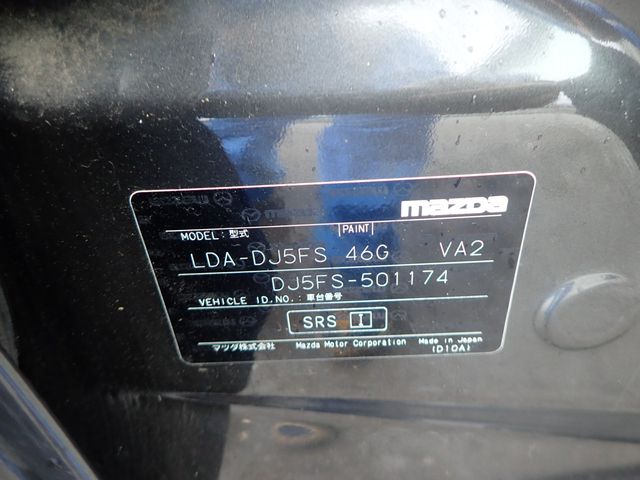 mazda
MODEL: 型式 PAINT
LDA-DJ5FS 46G VA2
DJ5FS-501174
VEHICLE ID.NO.: 車台番号
SRS I
マツダ株式会社 Mazda Motor Corporation Made in Japan
(D10A)